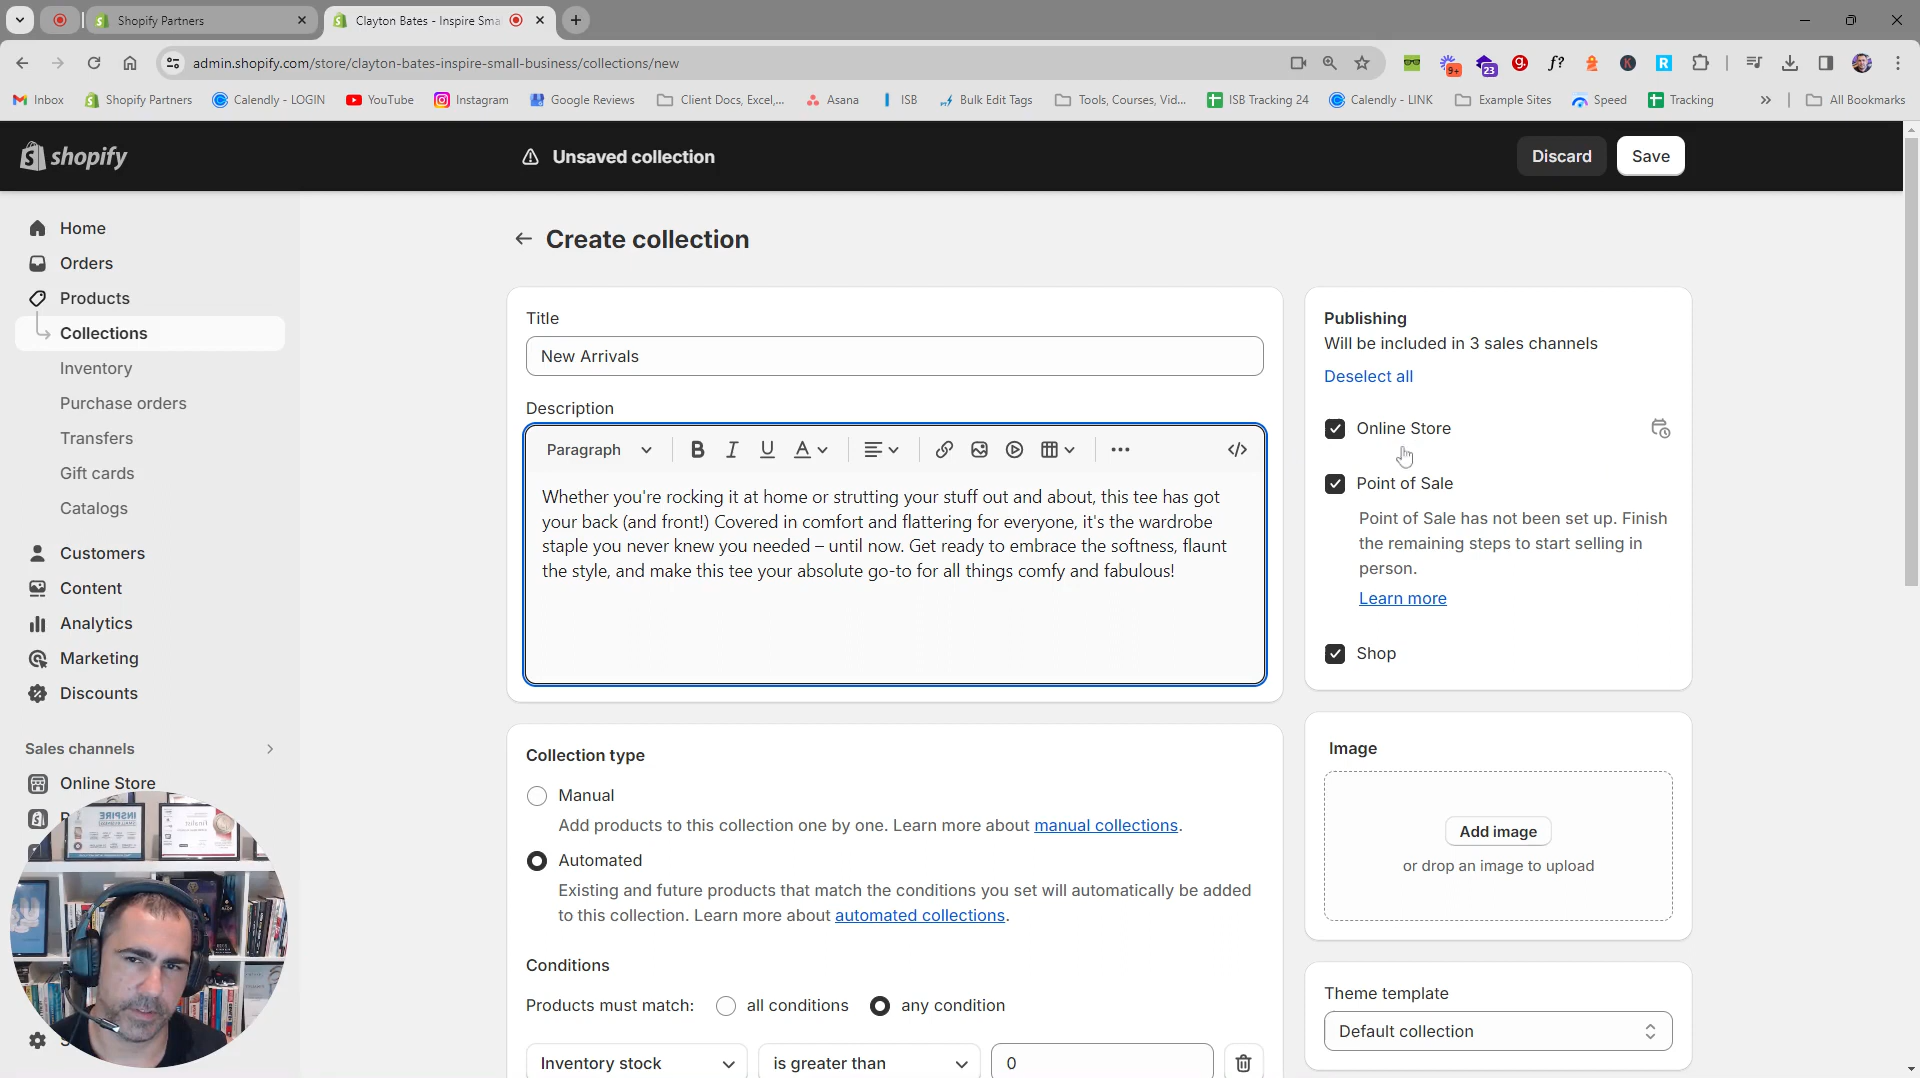 Shopify Partners
Clayton Bates - Inspire Sma
admin.shopify.com/store/clayton-bates-inspire-small-business/collections/new
9+
23
g.
f?
K
R
Inbox
Shopify Partners
Calendly - LOGIN
YouTube
Instagram
Google Reviews
Client Docs, Excel,...
Asana
ISB
Bulk Edit Tags
Tools, Courses, Vid...
ISB Tracking 24
Calendly - LINK
Example Sites
Speed
Tracking
All Bookmarks
shopify
Unsaved collection
Discard
Save
Home
Orders
Products
Collections
Inventory
Purchase orders
Transfers
Gift cards
Catalogs
Customers
Content
Analytics
Marketing
Discounts
Sales channels
Online Store
Create collection
Title
New Arrivals
Description
Paragraph
B I U A
Whether you're rocking it at home or strutting your stuff out and about, this tee has got
your back (and front!) Covered in comfort and flattering for everyone, it's the wardrobe
staple you never knew you needed – until now. Get ready to embrace the softness, flaunt
the style, and make this tee your absolute go-to for all things comfy and fabulous!
Collection type
Manual
Add products to this collection one by one. Learn more about manual collections.
Automated
Existing and future products that match the conditions you set will automatically be added
to this collection. Learn more about automated collections.
Conditions
Products must match:
all conditions
any condition
Inventory stock
is greater than
0
Publishing
Will be included in 3 sales channels
Deselect all
Online Store
Point of Sale
Point of Sale has not been set up. Finish
the remaining steps to start selling in
person.
Learn more
Shop
Image
Add image
or drop an image to upload
Theme template
Default collection
INSPIRE
Finalist